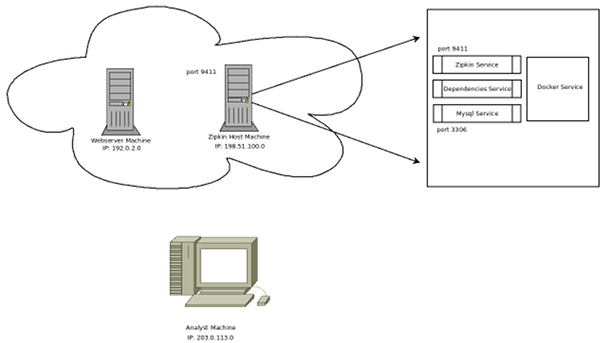 port 9411
Webserver Machine
IP: 192.0.2.0
Zipkin Host Machine
IP: 198.51.100.0
port 9411
Zipkin Service
Dependencies Service
Mysql Service
port 3306
Docker Service
Analyst Machine
IP: 203.0.113.0